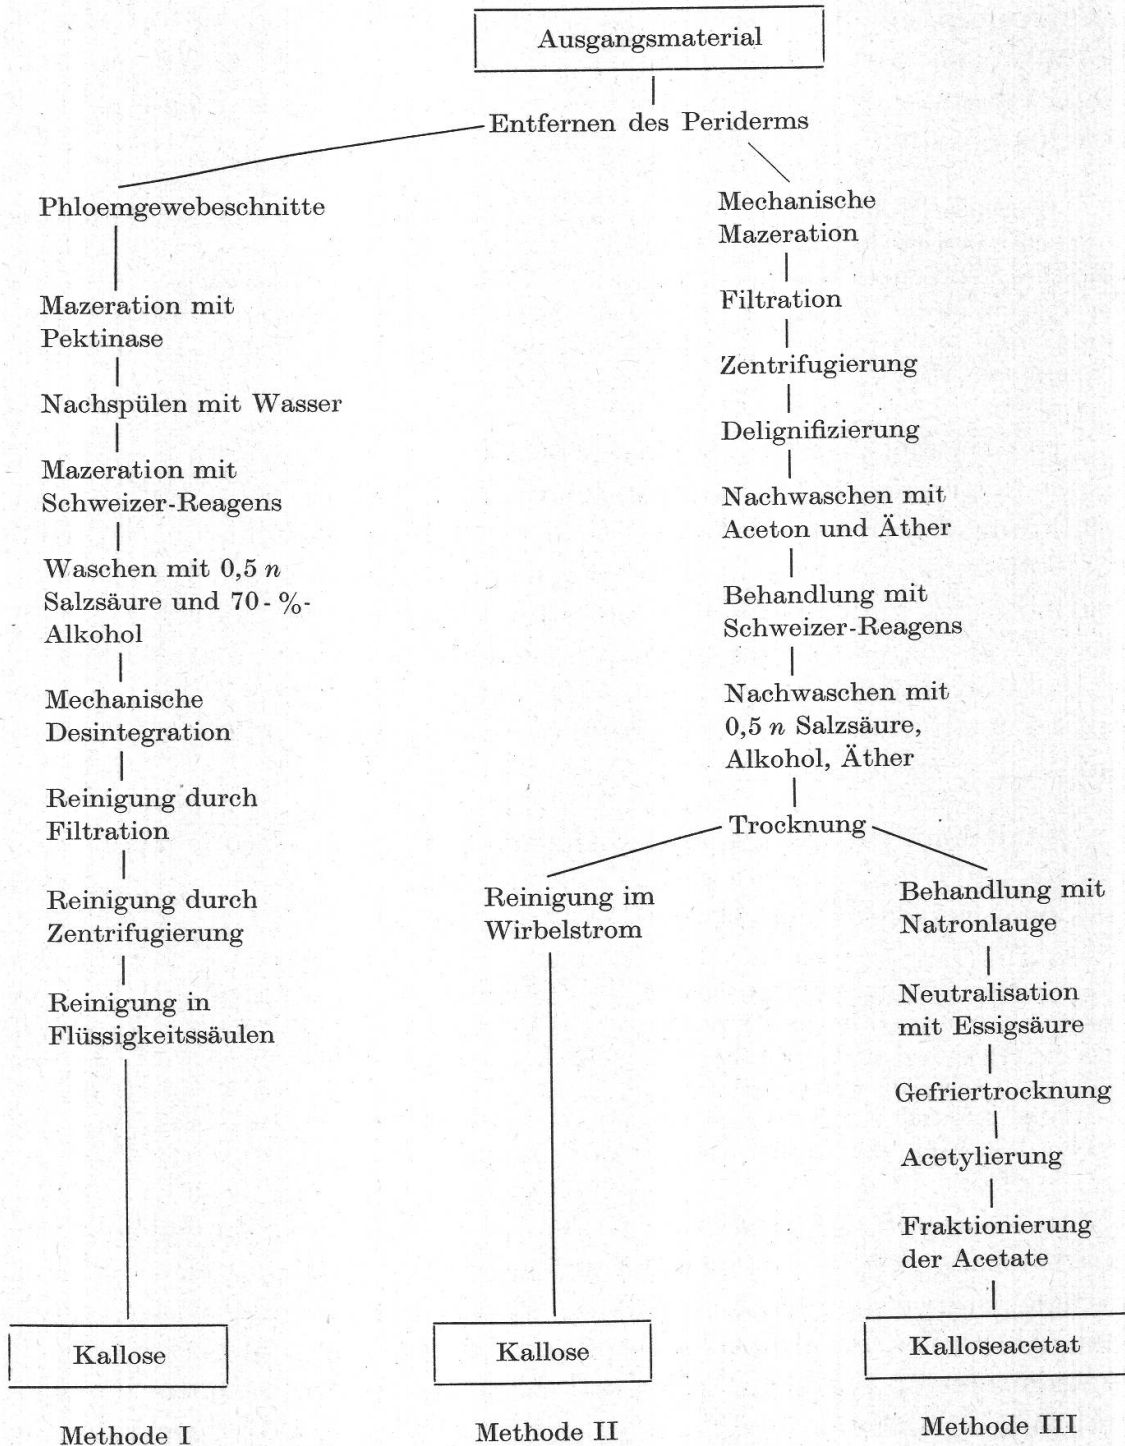 Ausgangsmaterial
Entfernen des Periderms
Phloemgewebeschnitte
Mazeration mit
Pektinase
Nachspülen mit Wasser
Mazeration mit
Schweizer-Reagens
Waschen mit 0,5 n
Salzsäure und 70-%-
Alkohol
Mechanische
Desintegration
Reinigung durch
Filtration
Reinigung durch
Zentrifugierung
Reinigung in
Flüssigkeitssäulen
Kallose
Methode I
Mechanische
Mazeration
Filtration
Zentrifugierung
Delignifizierung
Nachwaschen mit
Aceton und Äther
Behandlung mit
Schweizer-Reagens
Nachwaschen mit
0,5 n Salzsäure,
Alkohol, Äther
Trocknung
Reinigung im
Wirbelstrom
Kallose
Methode II
Behandlung mit
Natronlauge
Neutralisation
mit Essigsäure
Gefriertrocknung
Acetylierung
Fraktionierung
der Acetate
Kalloseacetat
Methode III